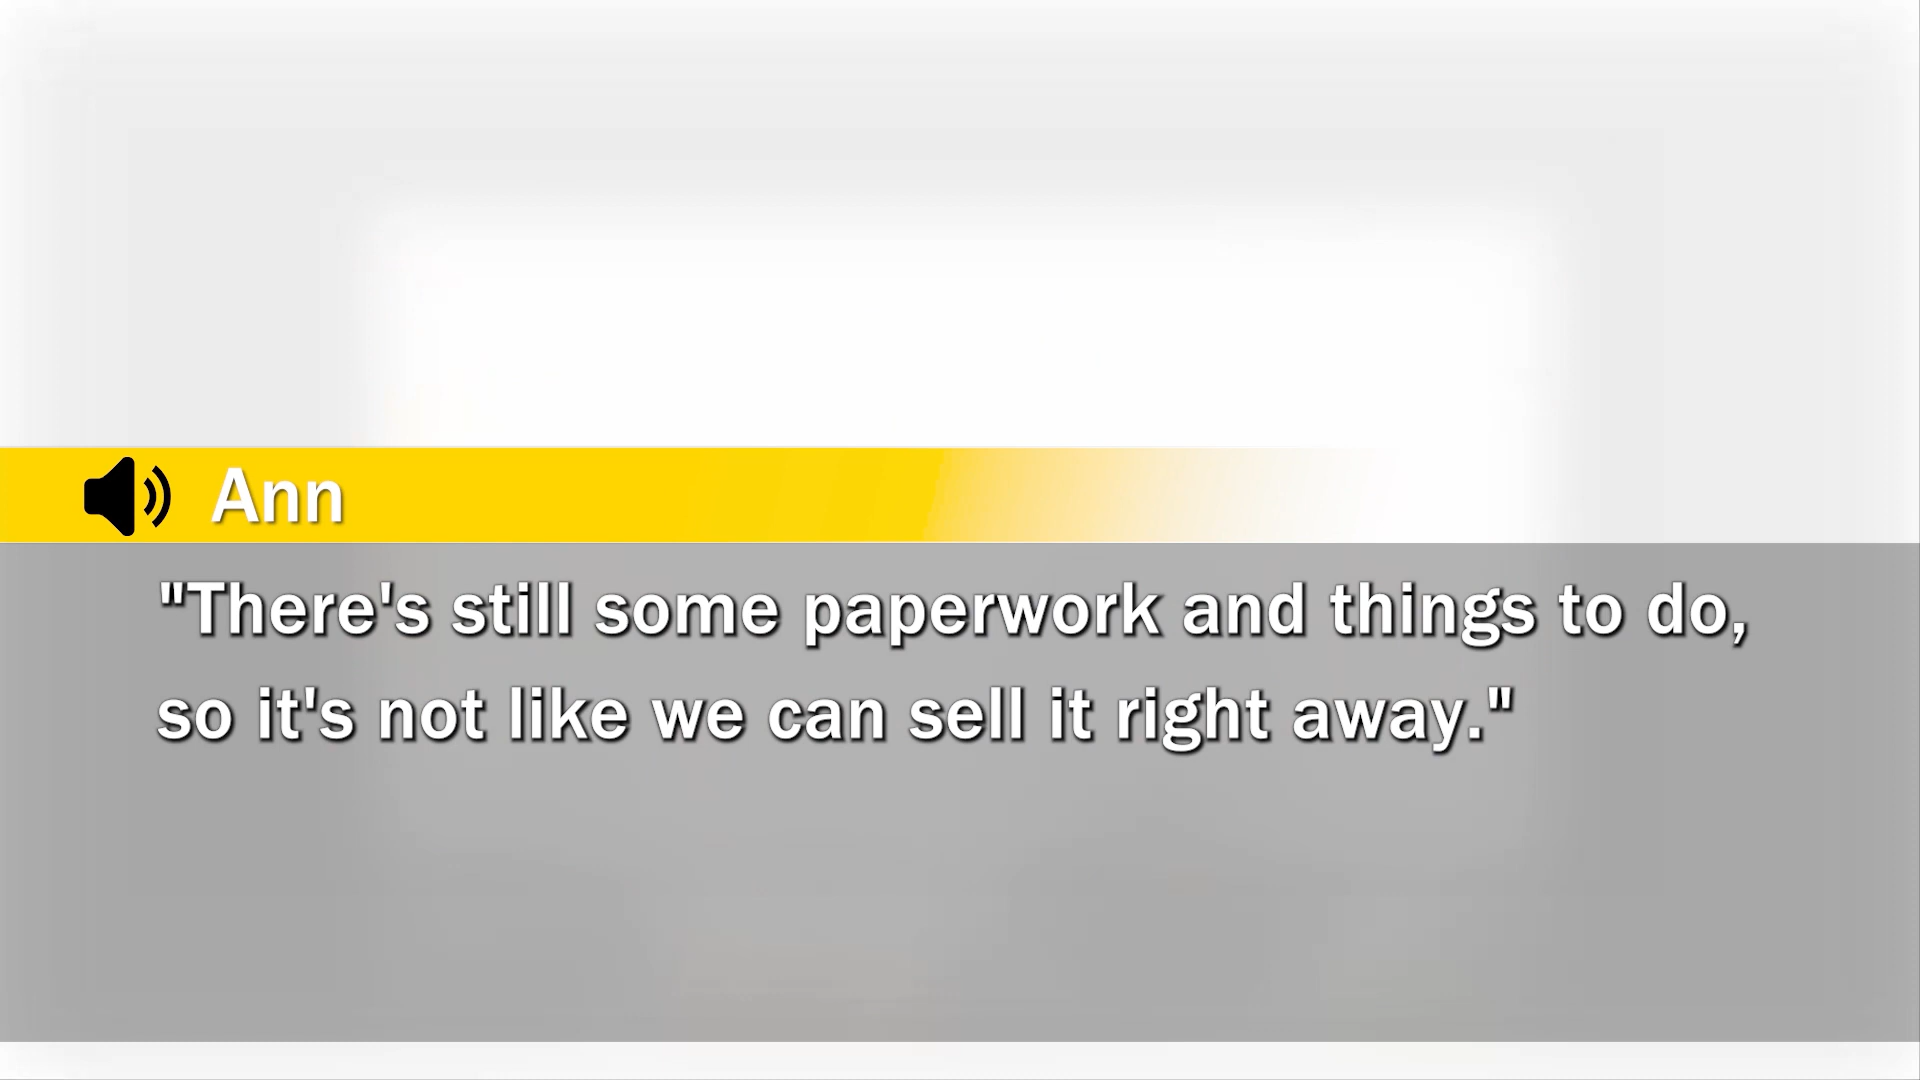 Ann
"There's still some paperwork and things to do,
so it's not like we can sell it right away."